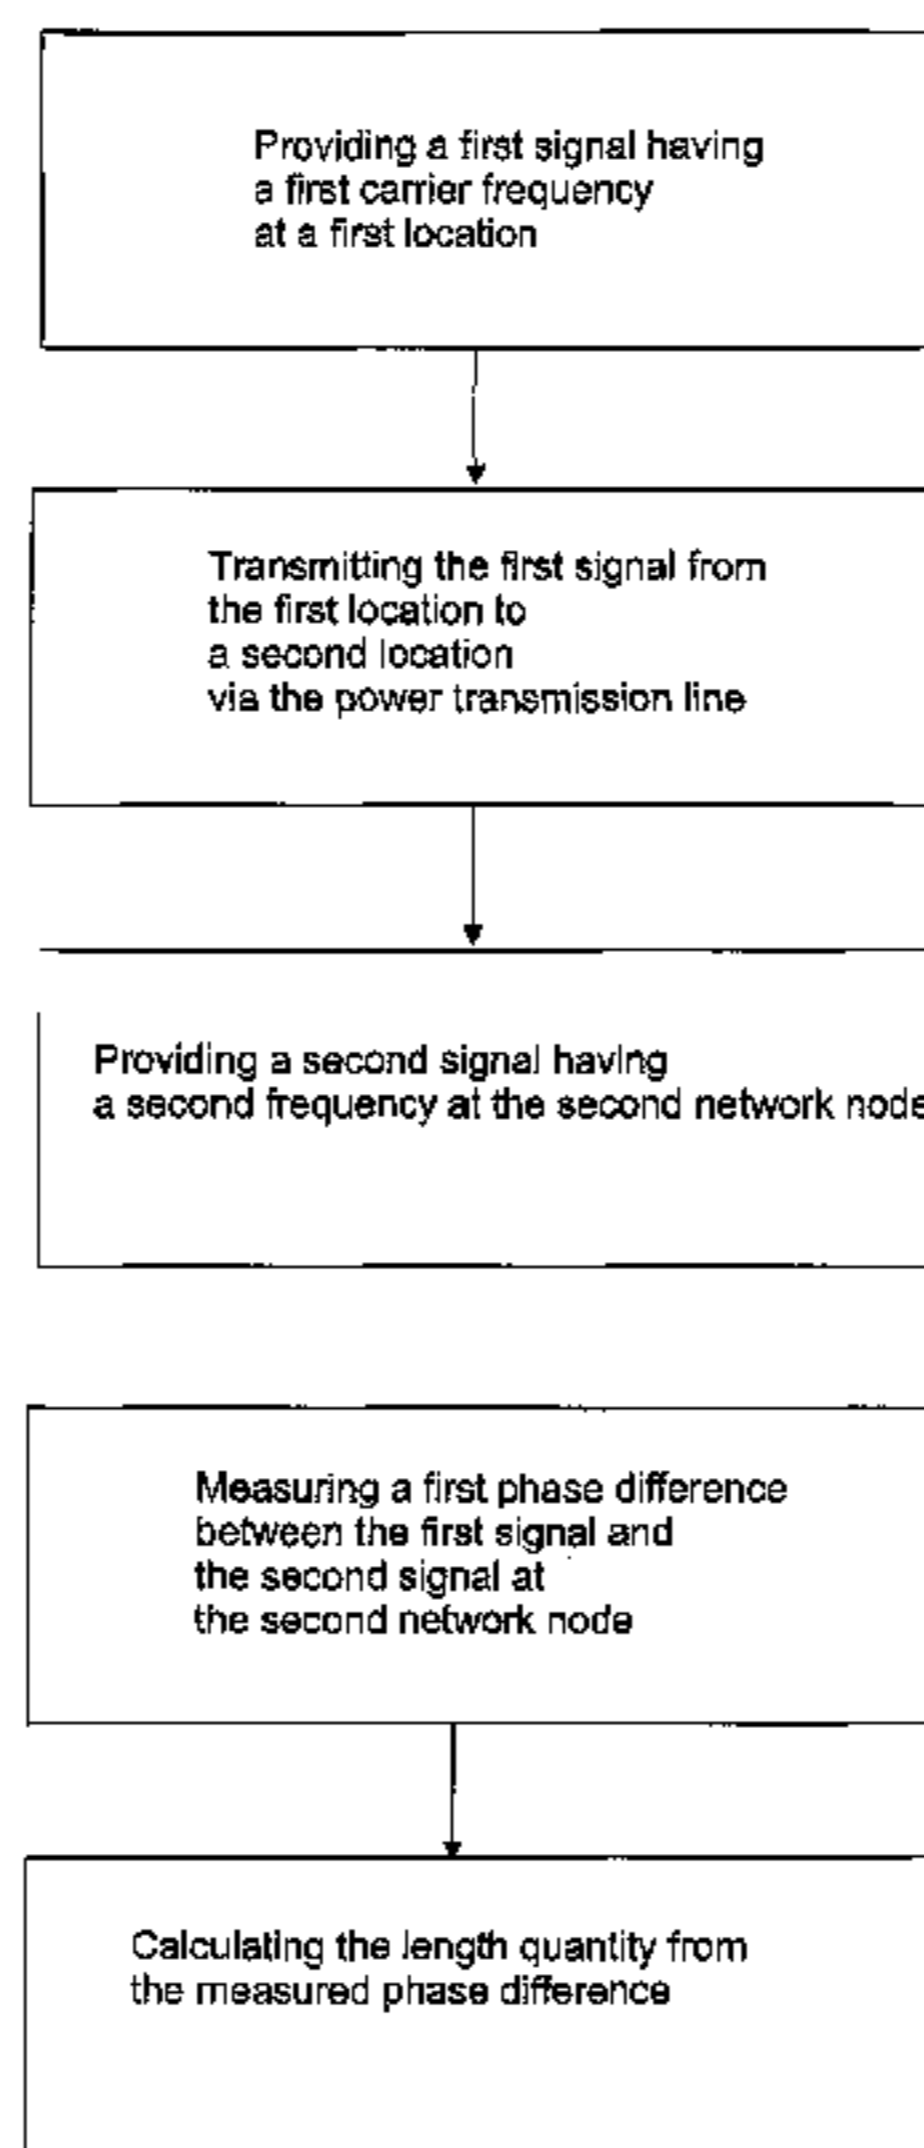 Providing a first signal having
a first carrier frequency
at a first location
Transmitting the first signal from
the first location to
a second location
via the power transmission line
Providing a second signal having
a second frequency at the second network node
Measuring a first phase difference
between the first signal and
the second signal at
the second network node
Calculating the length quantity from
the measured phase difference